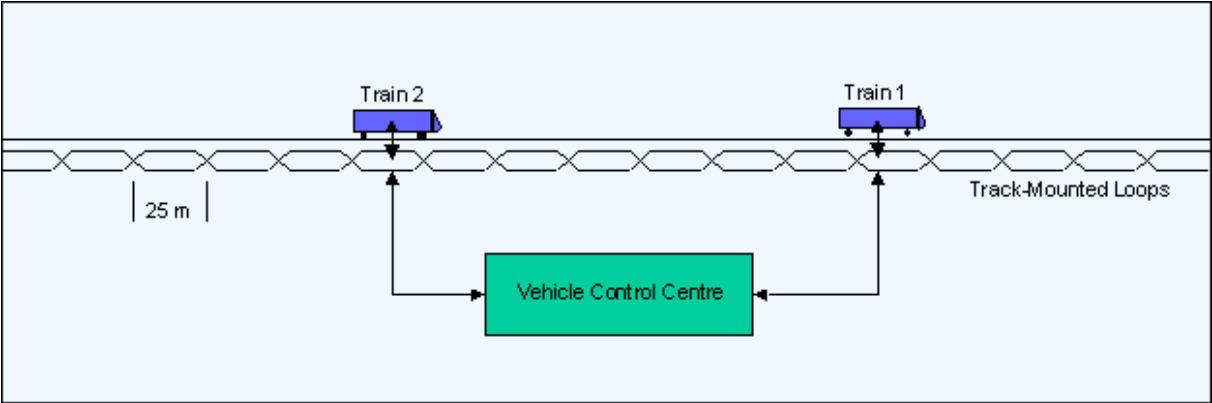 Train 2
Train 1
25 m
Track-Mounted Loops
Vehicle Control Centre